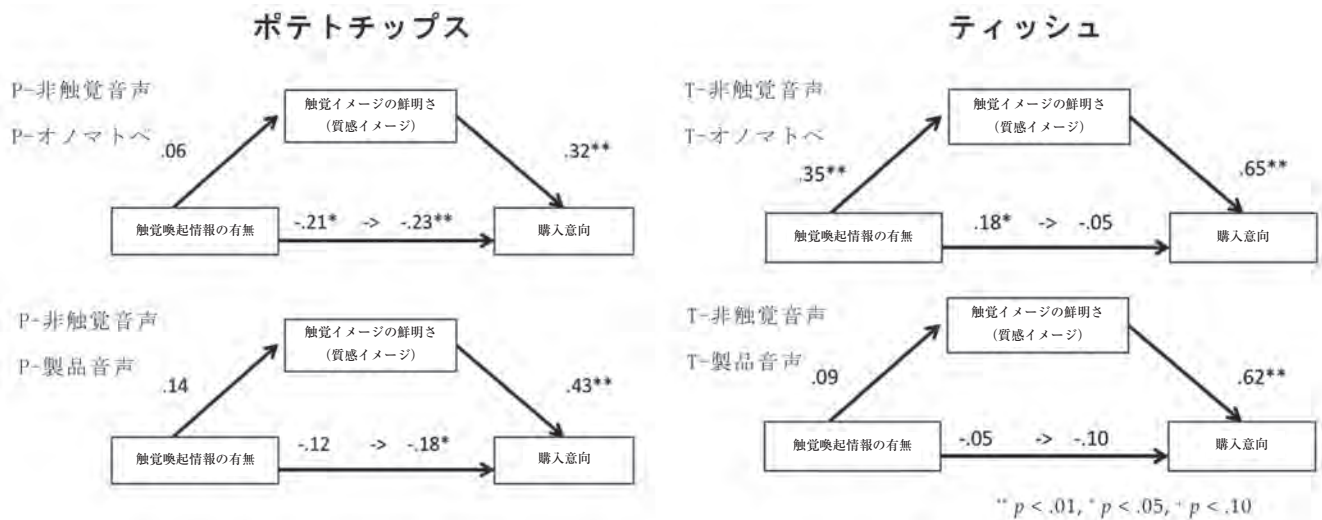 ポテトチップス
P-非触覚音声
P-オノマトペ
触覚イメージの鮮明さ
(質感イメージ)
.06
.32**
触覚喚起情報の有無
-.21* -> -.23**
購入意向
P-非触覚音声
P-製品音声
触覚イメージの鮮明さ
(質感イメージ)
.14
.43**
触覚喚起情報の有無
-.12 -> -.18*
購入意向
ティッシュ
T-非触覚音声
T-オノマトペ
触覚イメージの鮮明さ
(質感イメージ)
.35**
.65**
触覚喚起情報の有無
.18* -> -.05
購入意向
T-非触覚音声
T-製品音声
触覚イメージの鮮明さ
(質感イメージ)
.09
.62**
触覚喚起情報の有無
-.05 -> -.10
購入意向
** p < .01, * p < .05, + p < .10